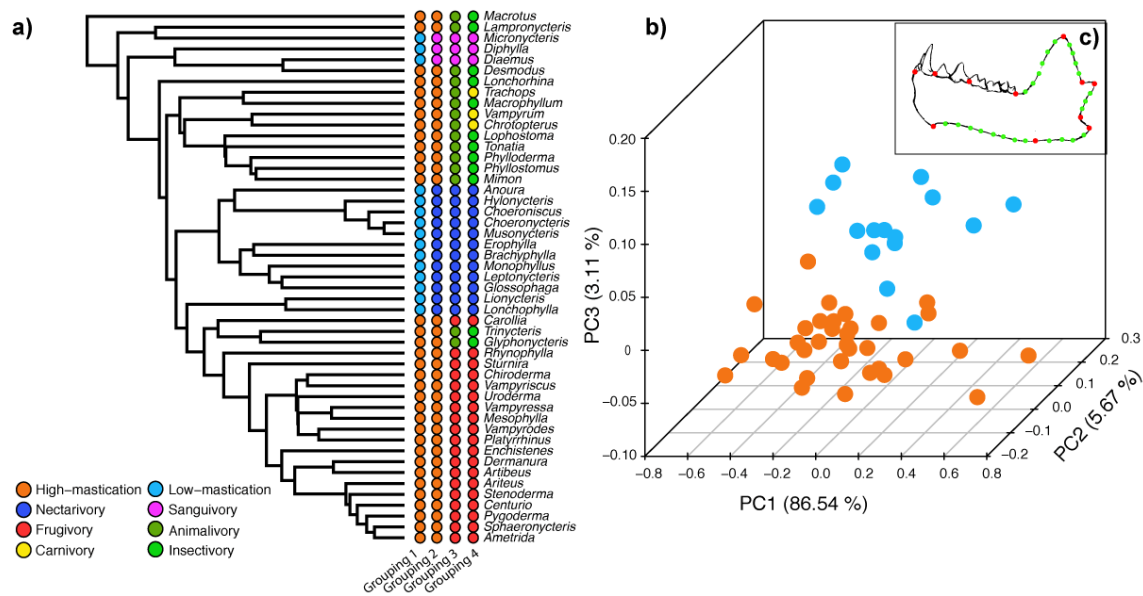 a)
Macrotus
Lampronycteris
Micronycteris
Diphylla
Diaemus
Desmodus
Lonchorhina
Trachops
Macrophyllum
Vampyrum
Chrotopterus
Lophostoma
Tonatia
Phylloderma
Phyllostomus
Mimon
Anoura
Hylonycteris
Choeroniscus
Choeronycteris
Musonycteris
Erophylla
Brachyphylla
Monophyllus
Leptonycteris
Glossophaga
Lionycteris
Lonchophylla
Carollia
Trinycteris
Glyphonycteris
Rhynophylla
Sturnira
Chiroderma
Vampyriscus
Uroderma
Vampyressa
Mesophylla
Vampyrodes
Platyrrhinus
Enchistenes
Dermanura
Artibeus
Ariteus
Stenoderma
Centurio
Pygoderma
Sphaeronycteris
Ametrida
High-mastication
Low-mastication
Nectarivory
Sanguivory
Frugivory
Animalivory
Carnivory
Insectivory
Grouping 1
Grouping 2
Grouping 3
Grouping 4
b)
c)
PC3 (3.11 %)
0.20
0.15
0.10
0.05
0
−0.05
−0.10
−0.8
−0.6
−0.4
−0.2
0.0
0.2
0.4
0.6
0.8
PC1 (86.54 %)
−0.2
−0.1
0.0
0.1
0.2
0.3
PC2 (5.67 %)